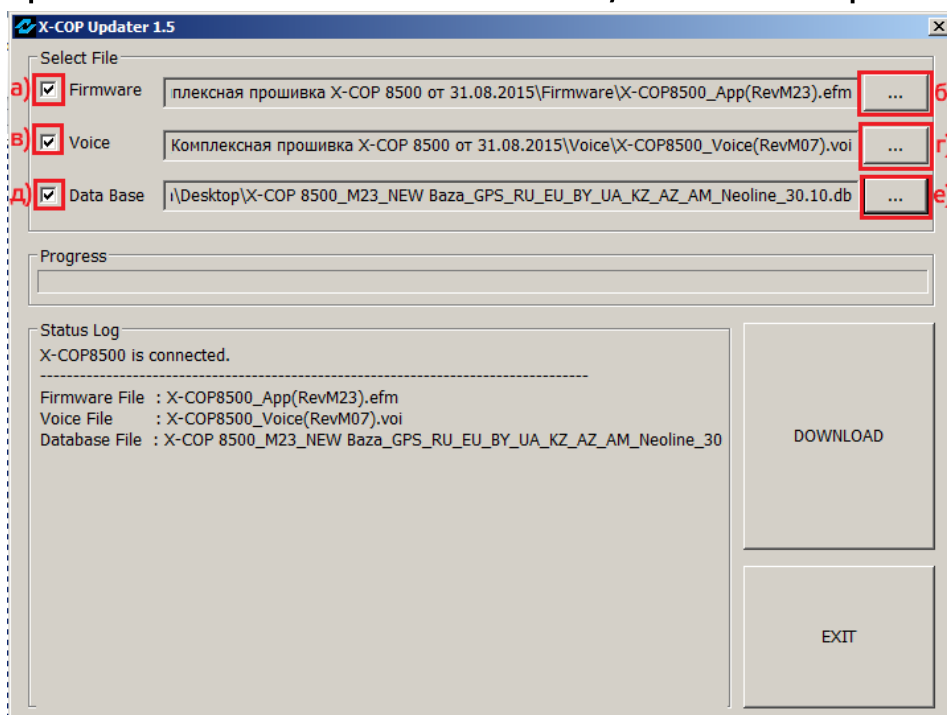 X-COP Updater 1.5
Select File
а) Firmware плексная прошивка X-COP 8500 от 31.08.2015\Firmware\X-COP8500_App(RevM23).efm ... б
в) Voice Комплексная прошивка X-COP 8500 от 31.08.2015\Voice\X-COP8500_Voice(RevM07).voi ... г)
д) Data Base \Desktop\X-COP 8500_M23_NEW Baza_GPS_RU_EU_BY_UA_KZ_AZ_AM_Neoline_30.10.db ... е)
Progress
Status Log
X-COP8500 is connected.
--------------------------------------------------------------------------------
Firmware File : X-COP8500_App(RevM23).efm
Voice File : X-COP8500_Voice(RevM07).voi
Database File : X-COP 8500_M23_NEW Baza_GPS_RU_EU_BY_UA_KZ_AZ_AM_Neoline_30
DOWNLOAD
EXIT